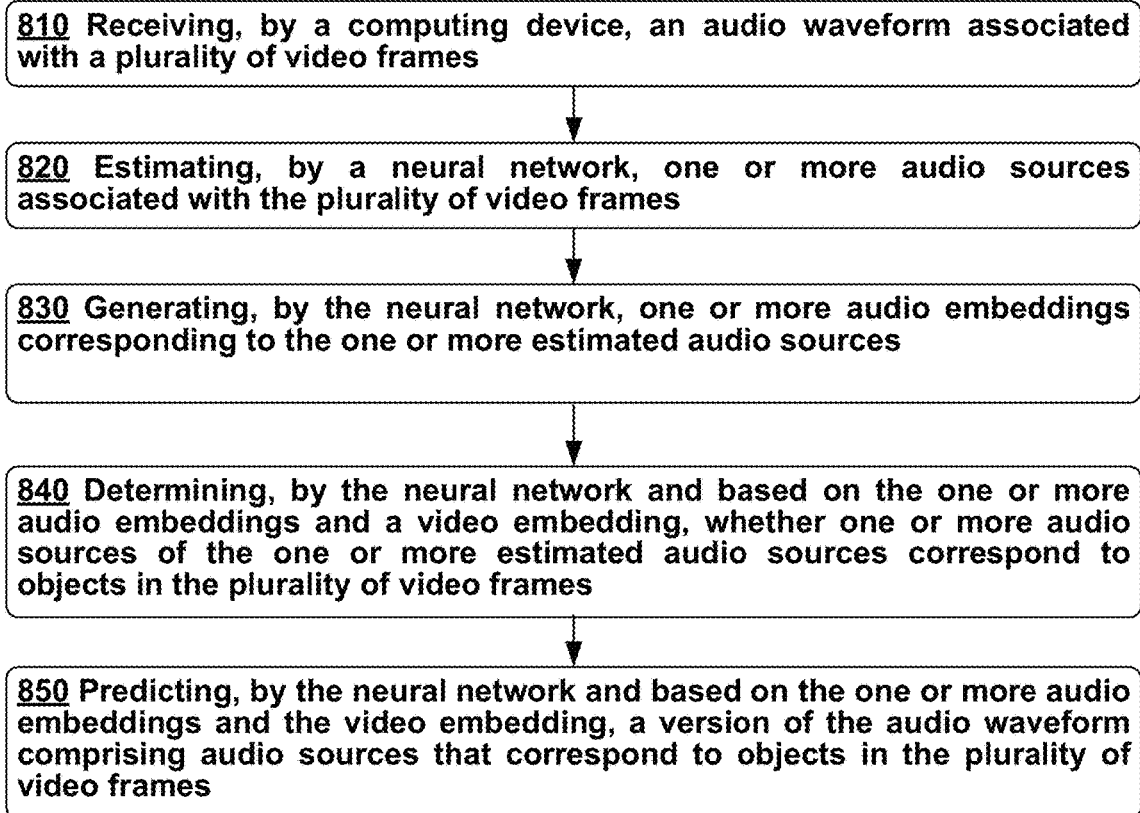 810 Receiving, by a computing device, an audio waveform associated
with a plurality of video frames
820 Estimating, by a neural network, one or more audio sources
associated with the plurality of video frames
830 Generating, by the neural network, one or more audio embeddings
corresponding to the one or more estimated audio sources
840 Determining, by the neural network and based on the one or more
audio embeddings and a video embedding, whether one or more audio
sources of the one or more estimated audio sources correspond to
objects in the plurality of video frames
850 Predicting, by the neural network and based on the one or more audio
embeddings and the video embedding, a version of the audio waveform
comprising audio sources that correspond to objects in the plurality of
video frames